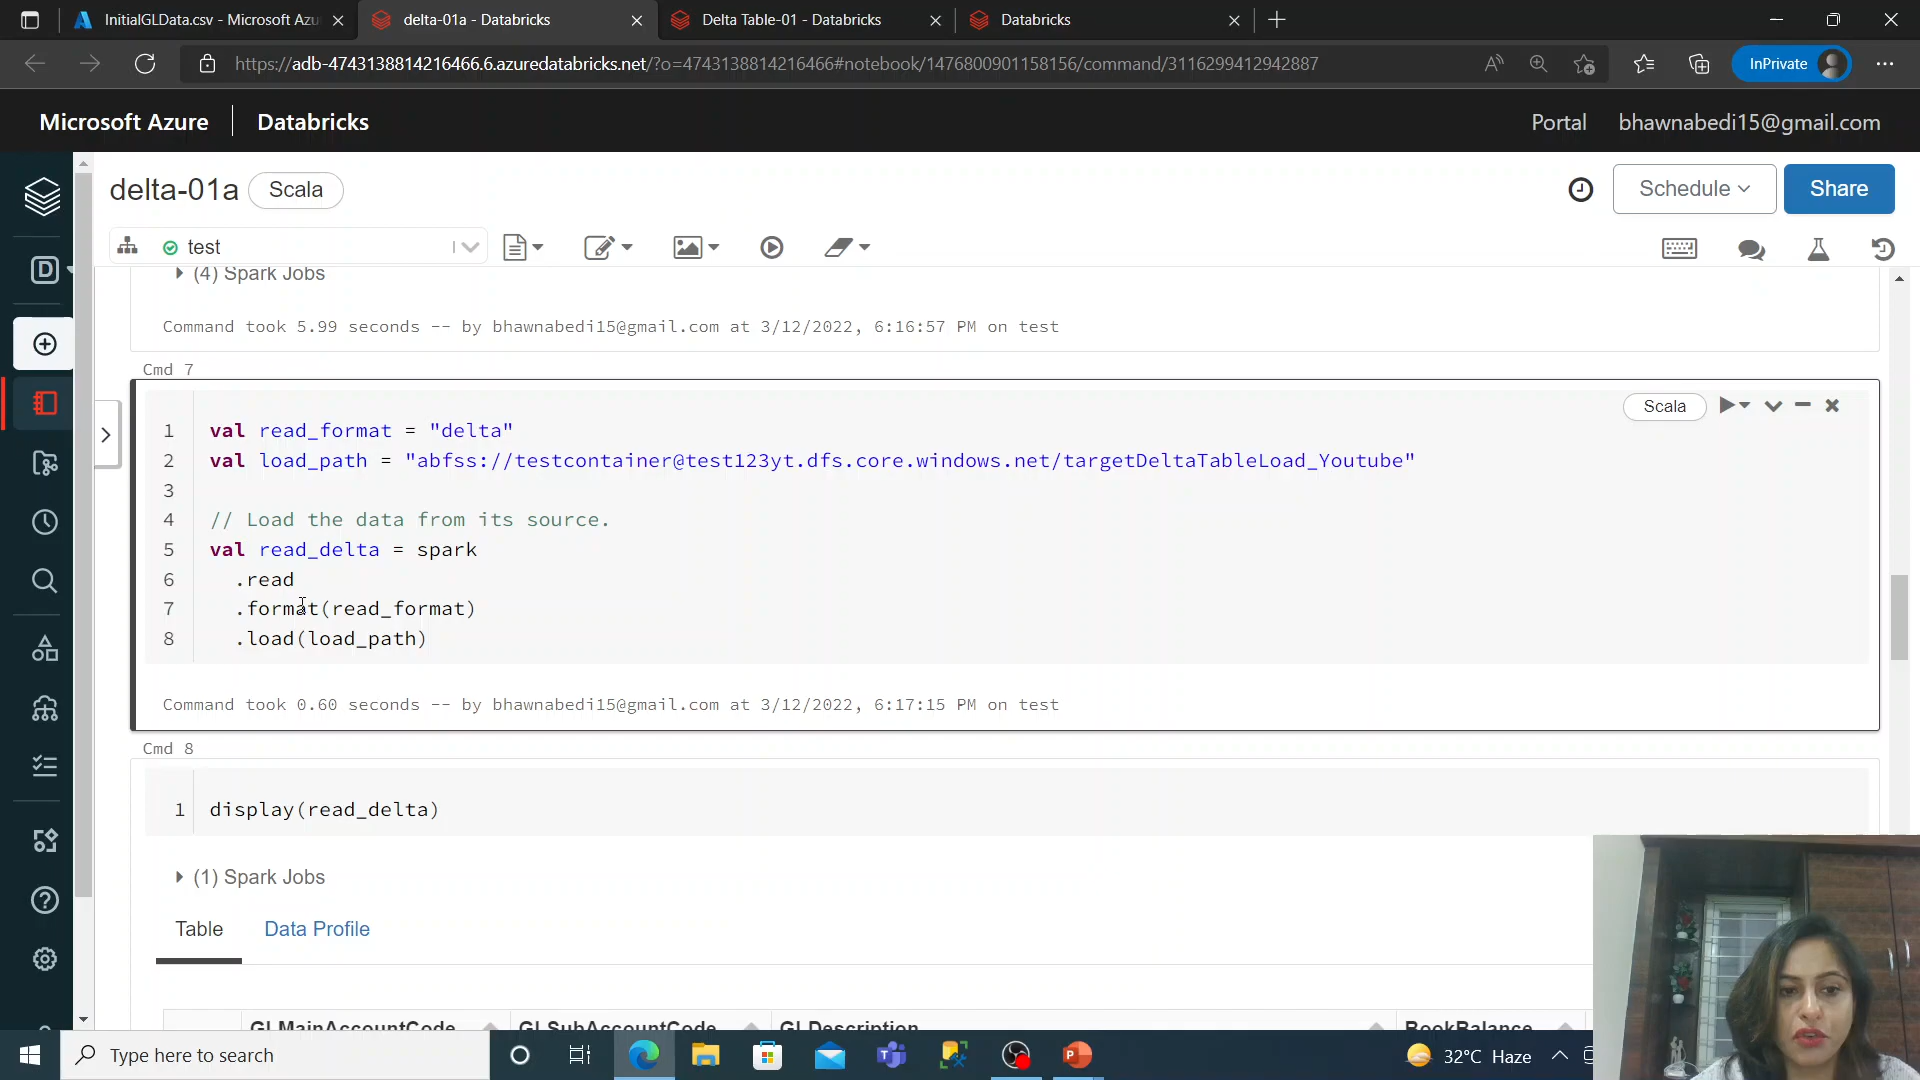 InitialGLData.csv - Microsoft Azu
delta-01a - Databricks
Delta Table-01 - Databricks
Databricks
https://adb-4743138814216466.6.azuredatabricks.net/?o=4743138814216466#notebook/1476800901158156/command/3116299412942887
InPrivate
Microsoft Azure
Databricks
Portal
bhawnabedi15@gmail.com
delta-01a
Scala
Schedule
Share
test
(4) Spark Jobs
Command took 5.99 seconds -- by bhawnabedi15@gmail.com at 3/12/2022, 6:16:57 PM on test
Cmd 7
Scala
1 val read_format = "delta"
2 val load_path = "abfss://testcontainer@test123yt.dfs.core.windows.net/targetDeltaTableLoad_Youtube"
3
4 // Load the data from its source.
5 val read_delta = spark
6 .read
7 .format(read_format)
8 .load(load_path)
Command took 0.60 seconds -- by bhawnabedi15@gmail.com at 3/12/2022, 6:17:15 PM on test
Cmd 8
1 display(read_delta)
(1) Spark Jobs
Table
Data Profile
GLMainAccountCode
GLSubAccountCode
GLDescription
BookBalance
Type here to search
32°C Haze